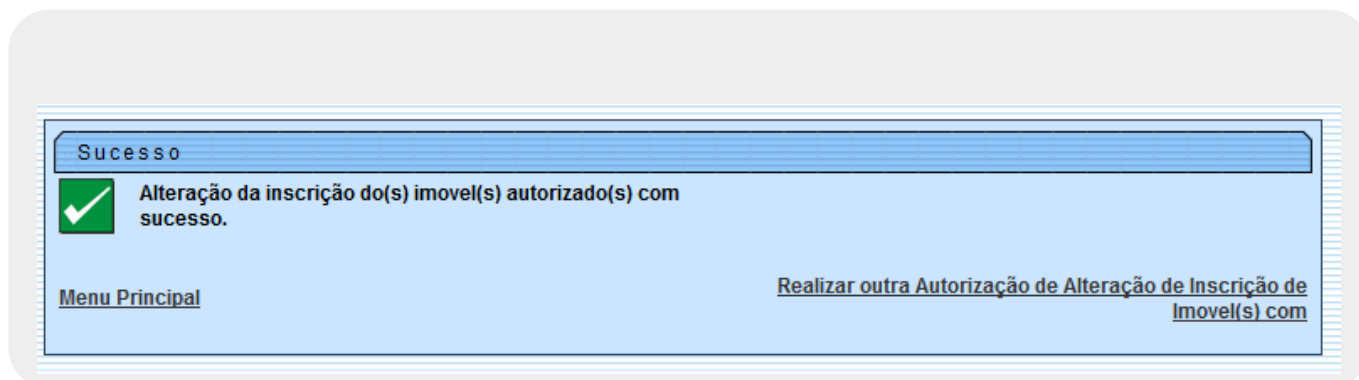 Sucesso
Alteração da inscrição do(s) imovel(s) autorizado(s) com
sucesso.
Menu Principal
Realizar outra Autorização de Alteração de Inscrição de
Imovel(s) com